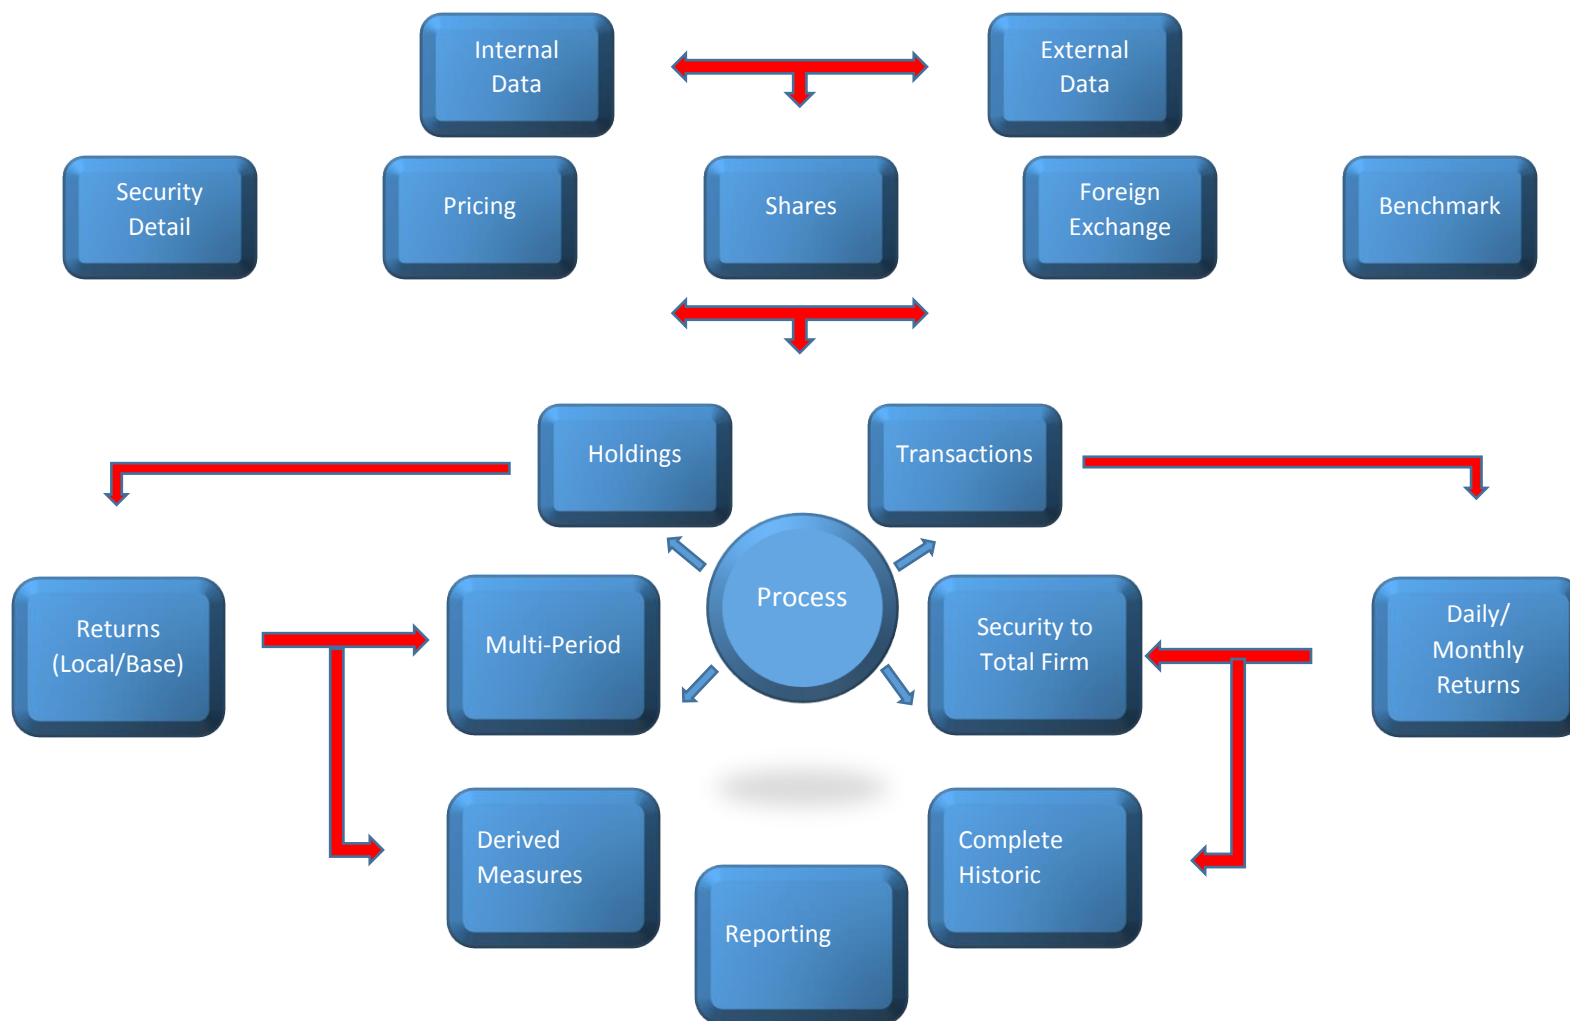 Internal
Data
External
Data
Security
Detail
Pricing
Shares
Foreign
Exchange
Benchmark
Holdings
Transactions
Process
Returns
(Local/Base)
Multi-Period
Security to
Total Firm
Daily/
Monthly
Returns
Derived
Measures
Complete
Historic
Reporting